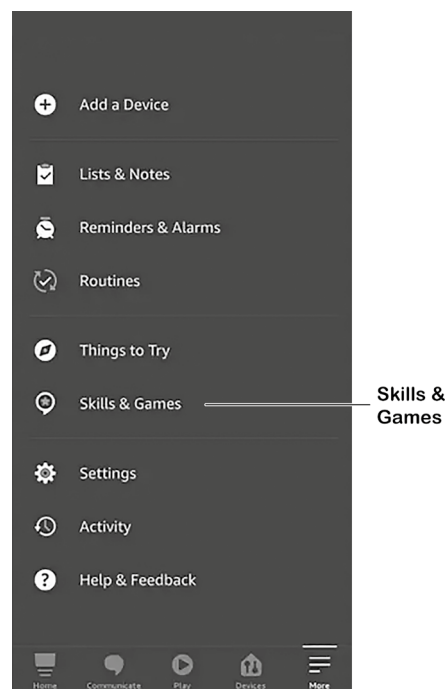 Add a Device
Lists & Notes
Reminders & Alarms
Routines
Things to Try
Skills & Games
Skills &
Games
Settings
Activity
Help & Feedback
Home Communicate Play Devices More